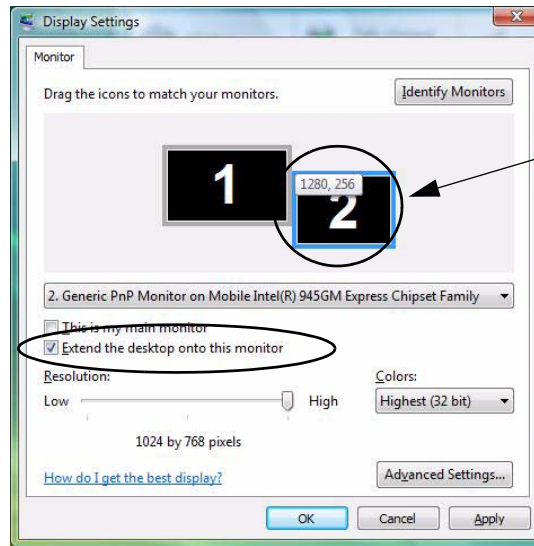 Display Settings
Monitor
Drag the icons to match your monitors.
Identify Monitors
1
1280, 256
2
2. Generic PnP Monitor on Mobile Intel(R) 945GM Express Chipset Family
This is my main monitor
Extend the desktop onto this monitor
Resolution:
Colors:
Low
High
Highest (32 bit)
1024 by 768 pixels
How do I get the best display?
Advanced Settings...
OK
Cancel
Apply